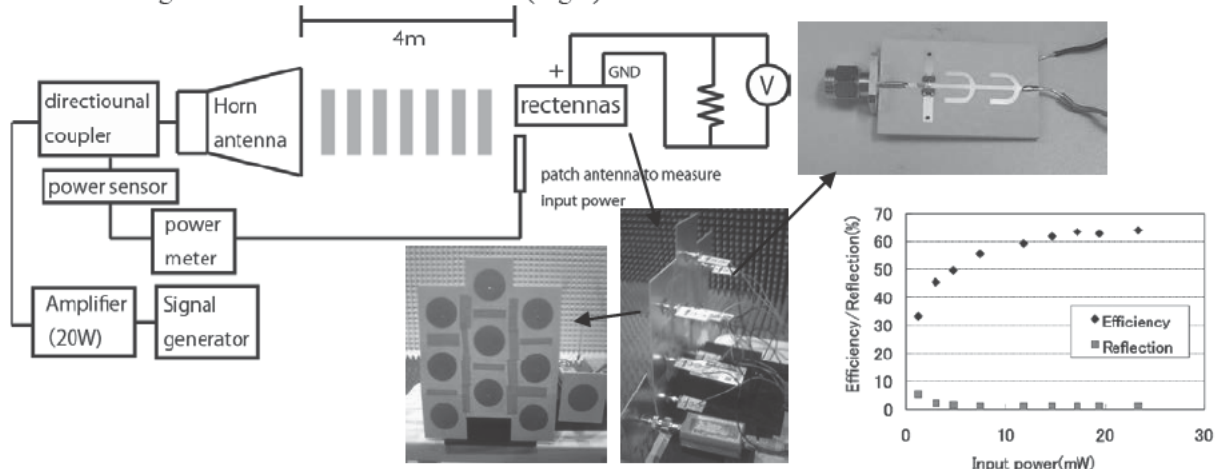 4m
directiounal
coupler
Horn
antenna
+
GND
rectennas
V
power sensor
patch antenna to measure
input power
power
meter
Amplifier
(20W)
Signal
generator
Efficiency/Reflection(%)
70
60
50
40
30
20
10
0
Efficiency
Reflection
0
10
20
30
Input power(mW)